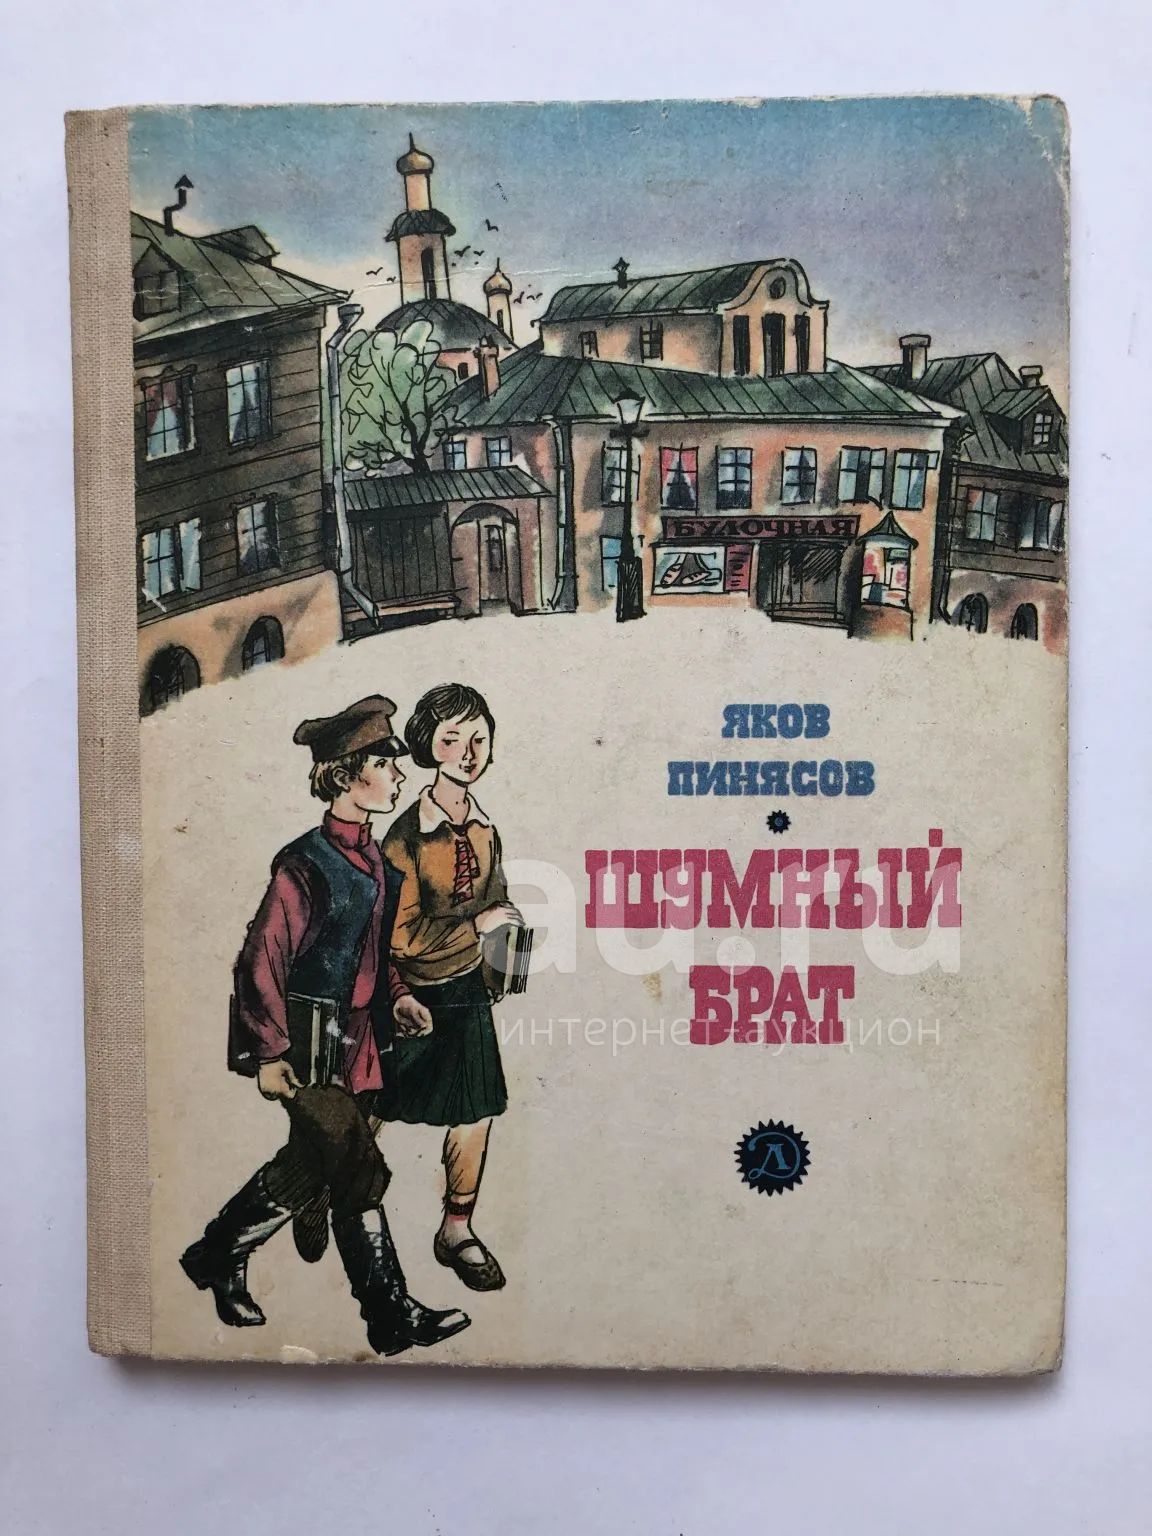 БУЛОЧНАЯ
ЯКОВ
ПИНЯСОВ
ШУМНЫЙ
БРАТ
au.ru
интернет-аукцион
Д